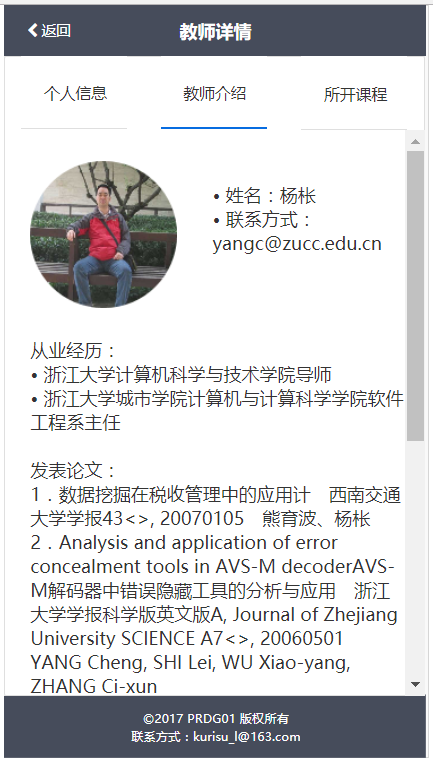 返回
教师详情
个人信息
教师介绍
所开课程
• 姓名：杨枨
• 联系方式：
yangc@zucc.edu.cn
从业经历：
• 浙江大学计算机科学与技术学院导师
• 浙江大学城市学院计算机与计算科学学院软件
工程系主任
发表论文：
1．数据挖掘在税收管理中的应用计　西南交通
大学学报43<>, 20070105　熊育波、杨枨
2．Analysis and application of error
concealment tools in AVS-M decoderAVS-
M解码器中错误隐藏工具的分析与应用　浙江
大学学报科学版英文版A, Journal of Zhejiang
University SCIENCE A7<>, 20060501
YANG Cheng, SHI Lei, WU Xiao-yang,
ZHANG Ci-xun
©2017 PRDG01 版权所有
联系方式：kurisu_l@163.com